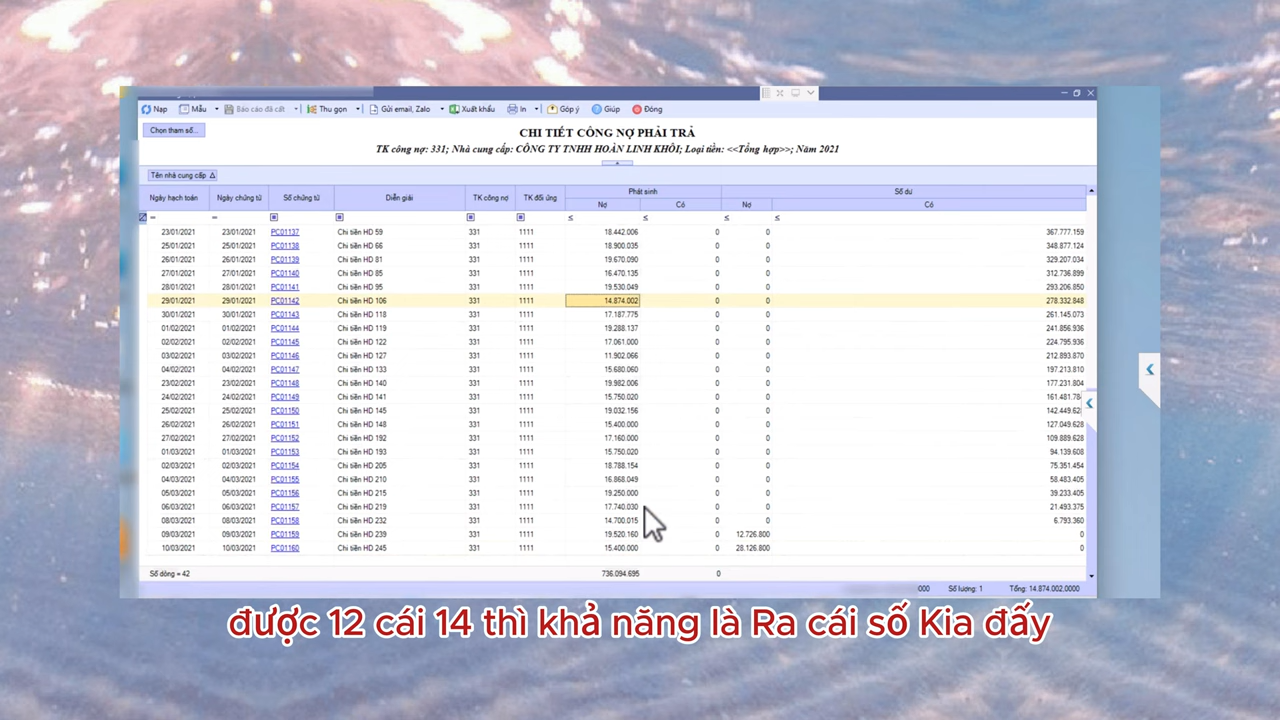 Nạp Mẫu Báo cáo đã cất Thu gọn Gửi email, Zalo Xuất khẩu In Góp ý Giúp Đóng
Chọn tham số...
CHI TIẾT CÔNG NỢ PHẢI TRẢ
TK công nợ: 331; Nhà cung cấp: CÔNG TY TNHH HOÀN LINH KHÔI; Loại tiền: <<Tổng hợp>>; Năm 2021
Tên nhà cung cấp
Ngày hạch toán Ngày chứng từ Số chứng từ Diễn giải TK công nợ TK đối ứng Phát sinh Số dư
Nợ Có Nợ Có
= = ≤ ≤ ≤ ≤
23/01/2021 23/01/2021 PC01137 Chi tiền HD 59 331 1111 18.442.006 0 0 367.777.159
25/01/2021 25/01/2021 PC01138 Chi tiền HD 66 331 1111 18.900.035 0 0 348.877.124
26/01/2021 26/01/2021 PC01139 Chi tiền HD 81 331 1111 19.670.090 0 0 329.207.034
27/01/2021 27/01/2021 PC01140 Chi tiền HD 85 331 1111 16.470.135 0 0 312.736.899
28/01/2021 28/01/2021 PC01141 Chi tiền HD 95 331 1111 19.530.049 0 0 293.206.850
29/01/2021 29/01/2021 PC01142 Chi tiền HD 106 331 1111 14.874.002 0 0 278.332.848
30/01/2021 30/01/2021 PC01143 Chi tiền HD 118 331 1111 17.187.775 0 0 261.145.073
01/02/2021 01/02/2021 PC01144 Chi tiền HD 119 331 1111 19.288.137 0 0 241.856.936
02/02/2021 02/02/2021 PC01145 Chi tiền HD 122 331 1111 17.061.000 0 0 224.795.936
03/02/2021 03/02/2021 PC01146 Chi tiền HD 127 331 1111 11.902.066 0 0 212.893.870
04/02/2021 04/02/2021 PC01147 Chi tiền HD 133 331 1111 15.680.060 0 0 197.213.810
23/02/2021 23/02/2021 PC01148 Chi tiền HD 140 331 1111 19.982.006 0 0 177.231.804
24/02/2021 24/02/2021 PC01149 Chi tiền HD 141 331 1111 15.750.020 0 0 161.481.78
25/02/2021 25/02/2021 PC01150 Chi tiền HD 145 331 1111 19.032.156 0 0 142.449.62
26/02/2021 26/02/2021 PC01151 Chi tiền HD 148 331 1111 15.400.000 0 0 127.049.628
27/02/2021 27/02/2021 PC01152 Chi tiền HD 192 331 1111 17.160.000 0 0 109.889.628
01/03/2021 01/03/2021 PC01153 Chi tiền HD 193 331 1111 15.750.020 0 0 94.139.608
02/03/2021 02/03/2021 PC01154 Chi tiền HD 205 331 1111 18.788.154 0 0 75.351.454
04/03/2021 04/03/2021 PC01155 Chi tiền HD 210 331 1111 16.868.049 0 0 58.483.405
05/03/2021 05/03/2021 PC01156 Chi tiền HD 215 331 1111 19.250.000 0 0 39.233.405
06/03/2021 06/03/2021 PC01157 Chi tiền HD 219 331 1111 17.740.030 0 0 21.493.375
08/03/2021 08/03/2021 PC01158 Chi tiền HD 232 331 1111 14.700.015 0 0 6.793.360
09/03/2021 09/03/2021 PC01159 Chi tiền HD 239 331 1111 19.520.160 0 12.726.800 0
10/03/2021 10/03/2021 PC01160 Chi tiền HD 245 331 1111 15.400.000 0 28.126.800 0
Số dòng = 42 736.094.695 0
0000 Số lượng: 1 Tổng: 14.874.002,0000
được 12 cái 14 thì khả năng là Ra cái số Kia đấy